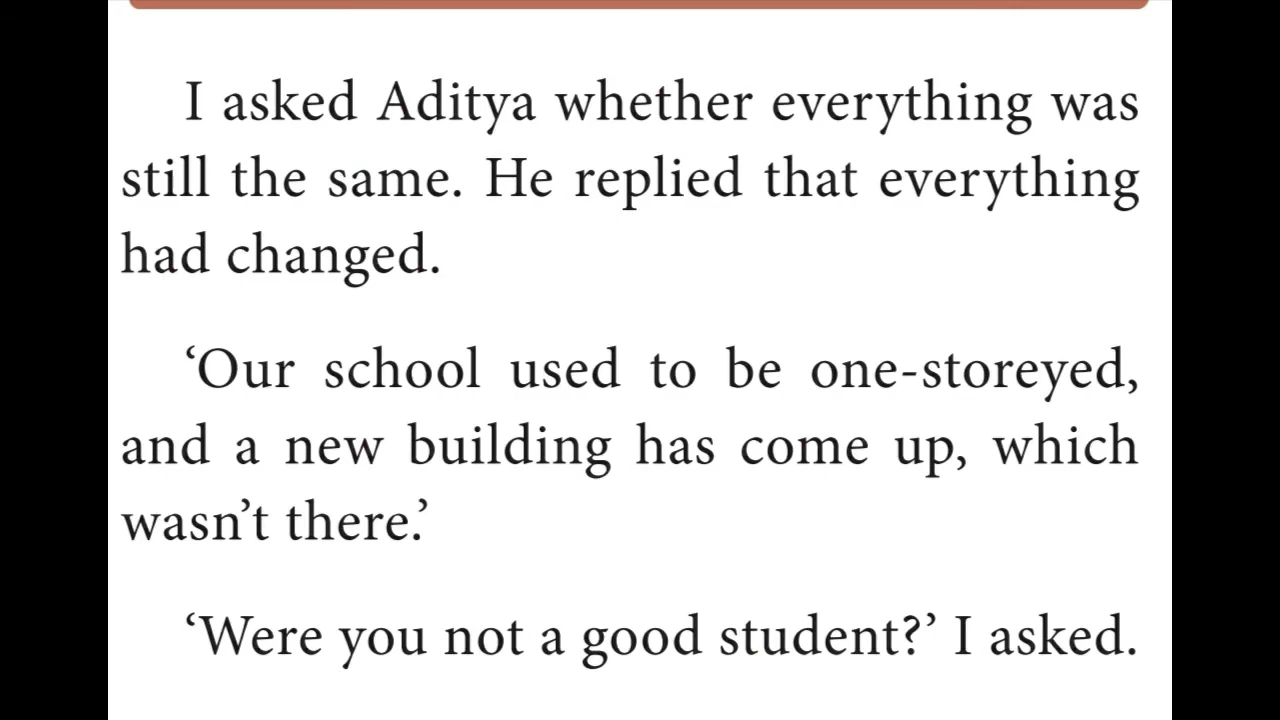 I asked Aditya whether everything was
still the same. He replied that everything
had changed.
‘Our school used to be one-storeyed,
and a new building has come up, which
wasn’t there.’
‘Were you not a good student?’ I asked.